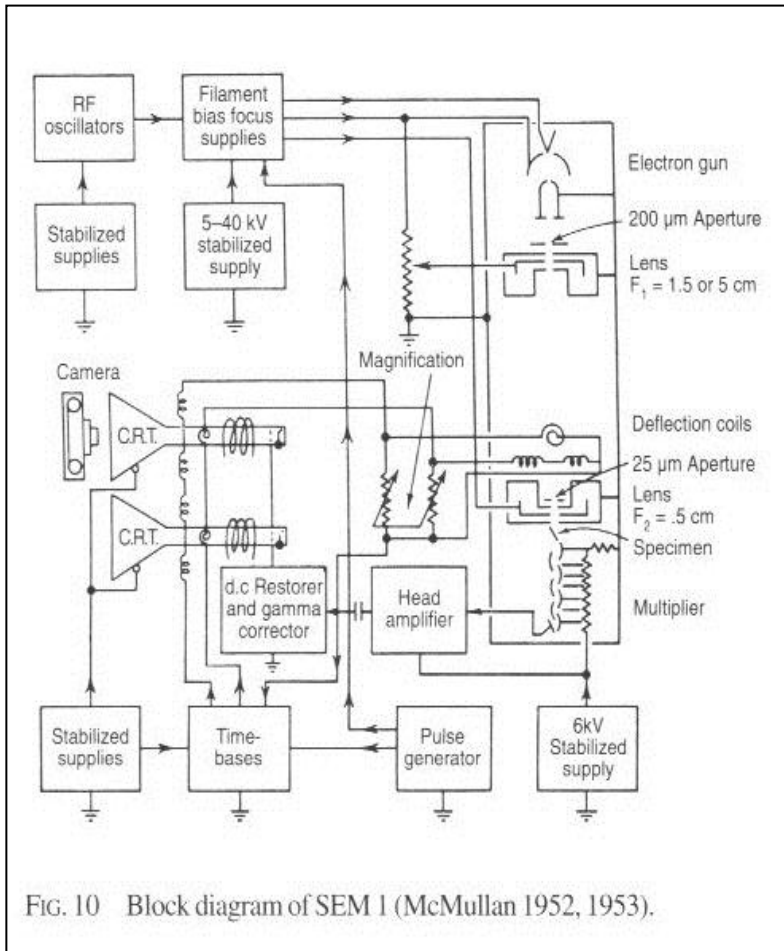 RF
oscillators
Filament
bias focus
supplies
Electron gun
Stabilized
supplies
5–40 kV
stabilized
supply
200 µm Aperture
Lens
F₁ = 1.5 or 5 cm
Camera
Magnification
C.R.T.
Deflection coils
25 µm Aperture
Lens
F₂ = .5 cm
C.R.T.
Specimen
d.c Restorer
and gamma
corrector
Head
amplifier
Multiplier
Stabilized
supplies
Time-
bases
Pulse
generator
6kV
Stabilized
supply
FIG. 10 Block diagram of SEM 1 (McMullan 1952, 1953).